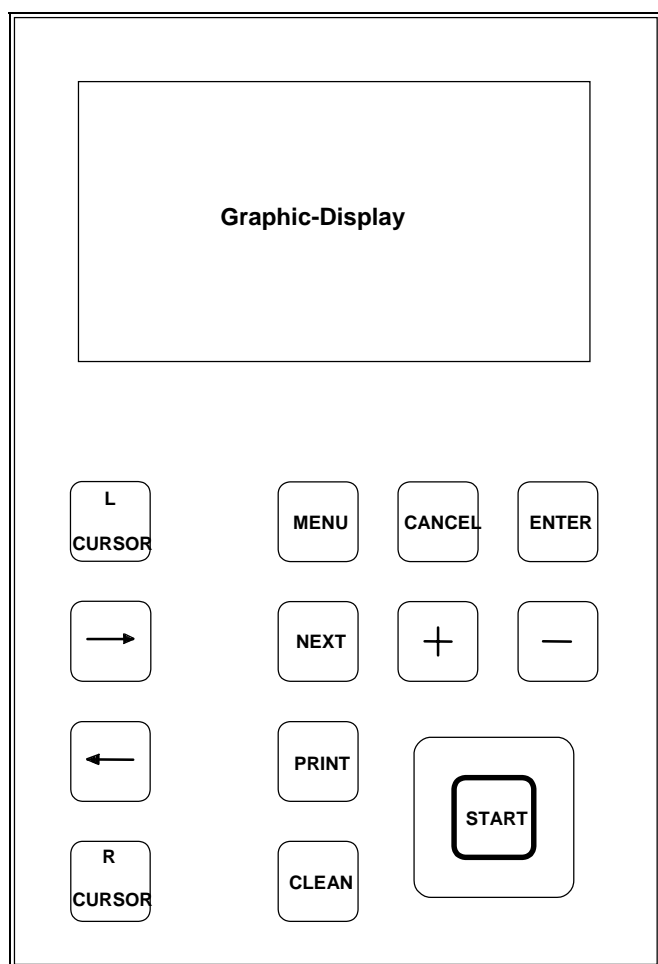 Graphic-Display
L
CURSOR
MENU
CANCEL
ENTER
NEXT
+
−
PRINT
START
R
CURSOR
CLEAN